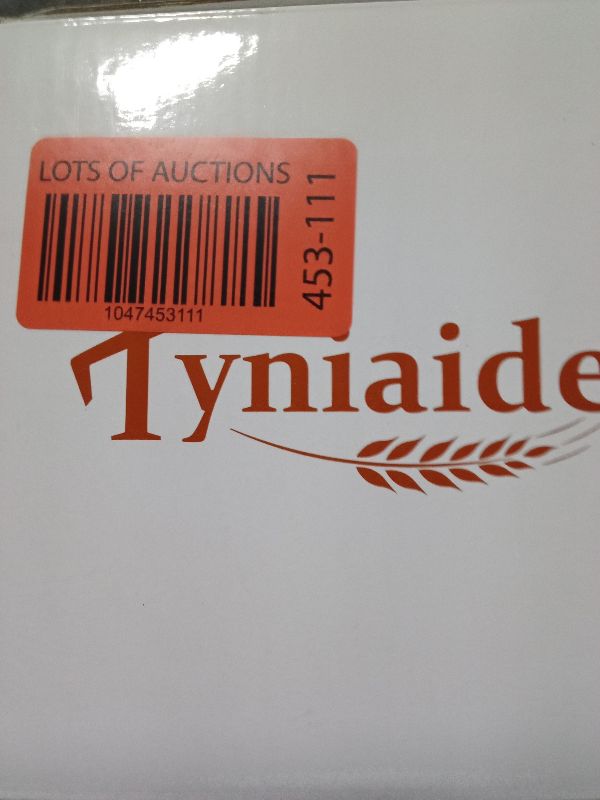 LOTS OF AUCTIONS
453-111
1047453111
Tyniaide